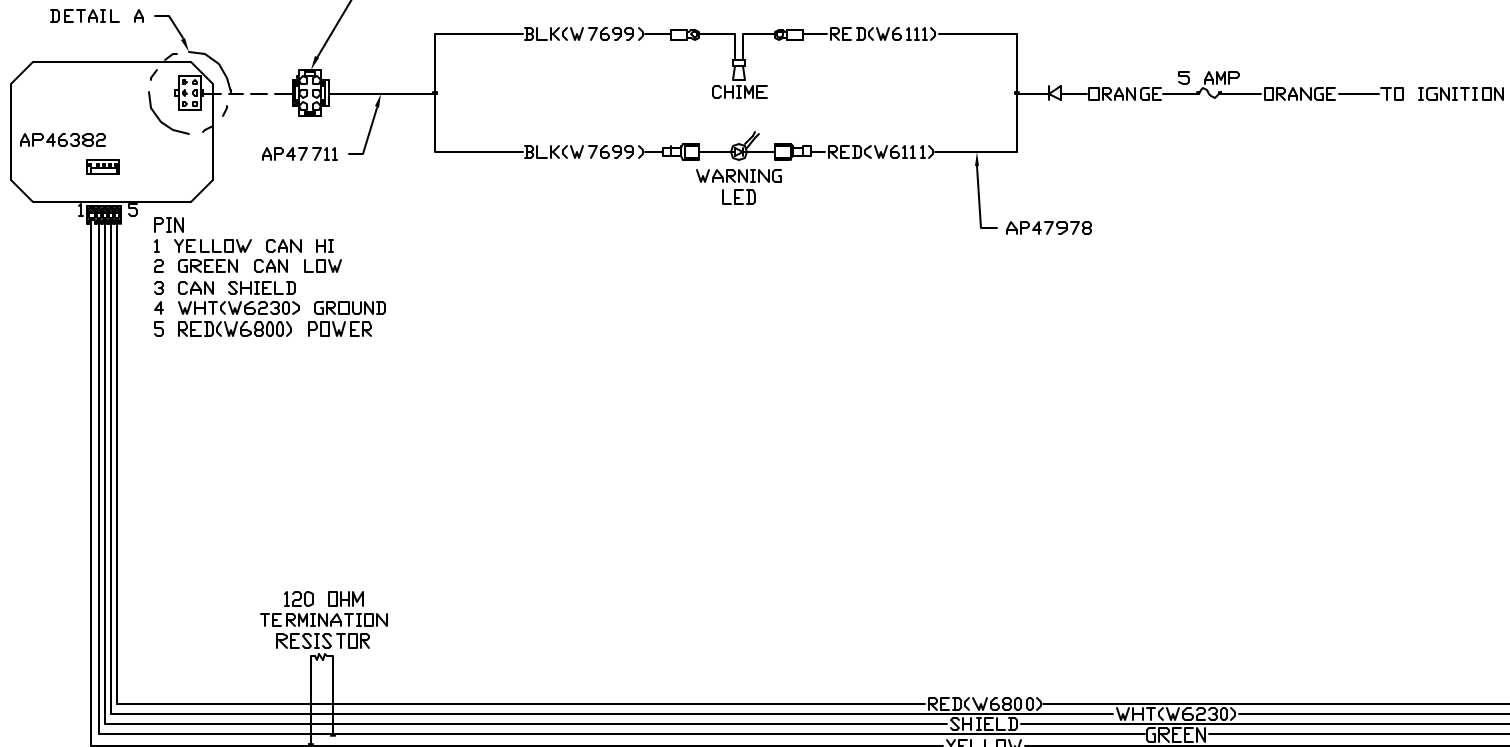 DETAIL A
BLK(W7699)
RED(W6111)
CHIME
5 AMP
ORANGE
ORANGE
TO IGNITION
AP46382
AP47711
BLK(W7699)
RED(W6111)
WARNING
LED
AP47978
1
5
PIN
1 YELLOW CAN HI
2 GREEN CAN LOW
3 CAN SHIELD
4 WHT(W6230) GROUND
5 RED(W6800) POWER
120 OHM
TERMINATION
RESISTOR
RED(W6800)
WHT(W6230)
SHIELD
GREEN
YELLOW